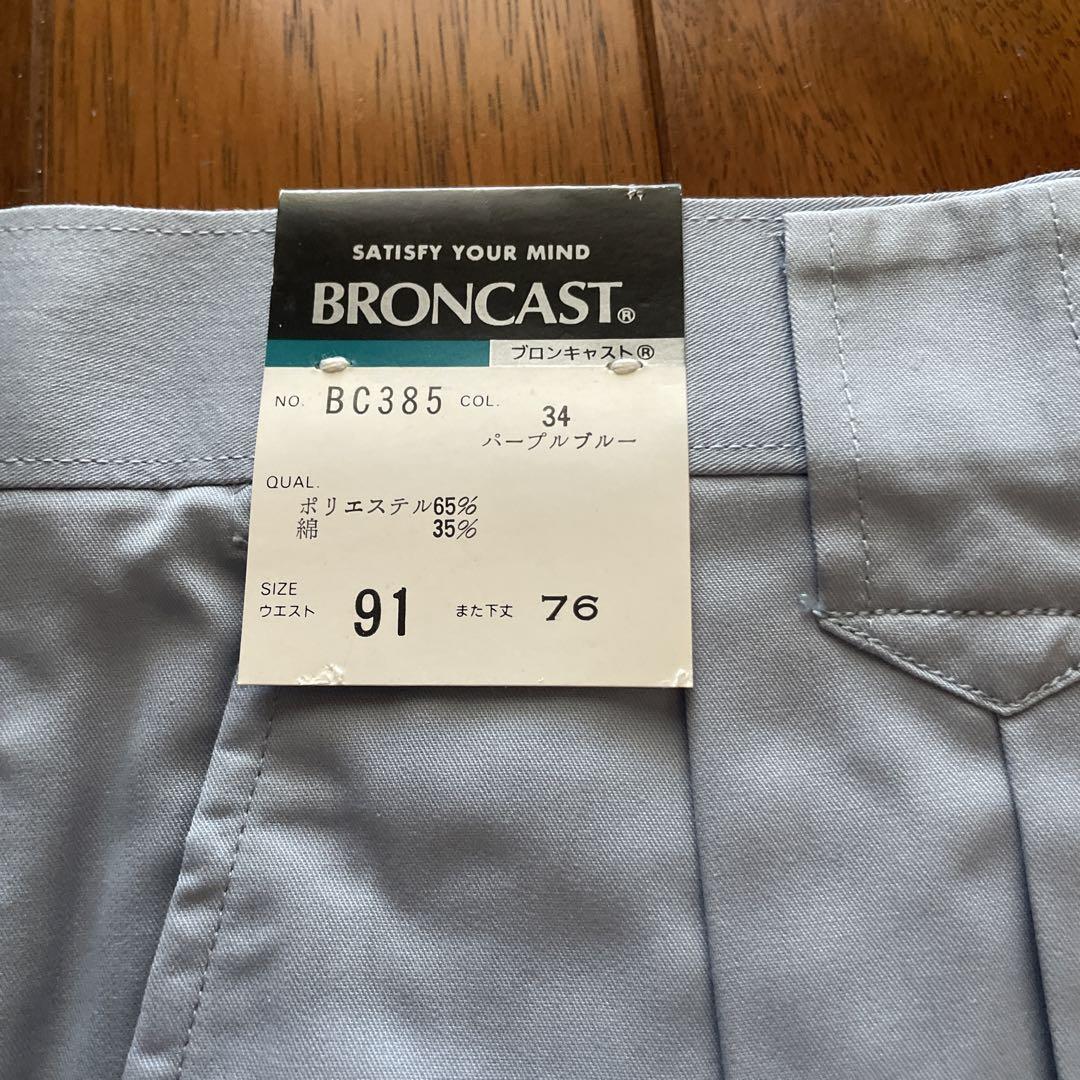 SATISFY YOUR MIND
BRONCAST®
ブロンキャスト®
NO. BC385 COL. 34
パープルブルー
QUAL.
ポリエステル65%
綿 35%
SIZE
ウエスト 91 また下丈 76